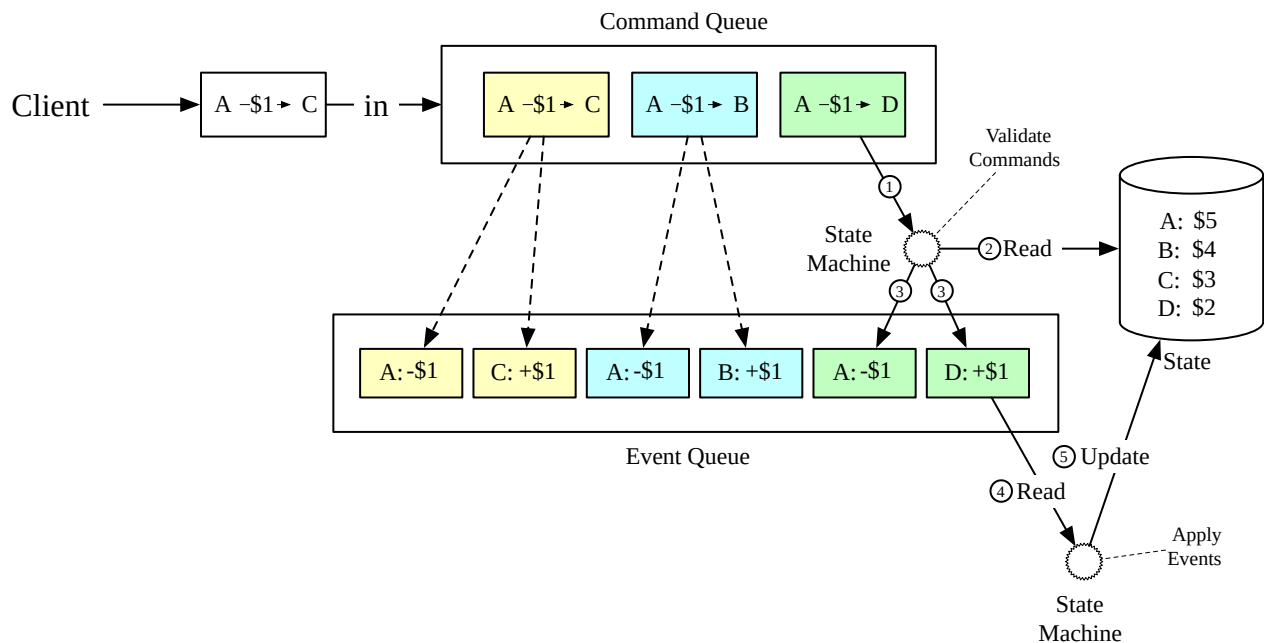 Command Queue
Client
A –$1→ C
in
A –$1→ C
A –$1→ B
A –$1→ D
Validate
Commands
1
State
Machine
2 Read
A: $5
B: $4
C: $3
D: $2
State
3
3
A: -$1
C: +$1
A: -$1
B: +$1
A: -$1
D: +$1
Event Queue
5 Update
4 Read
Apply
Events
State
Machine